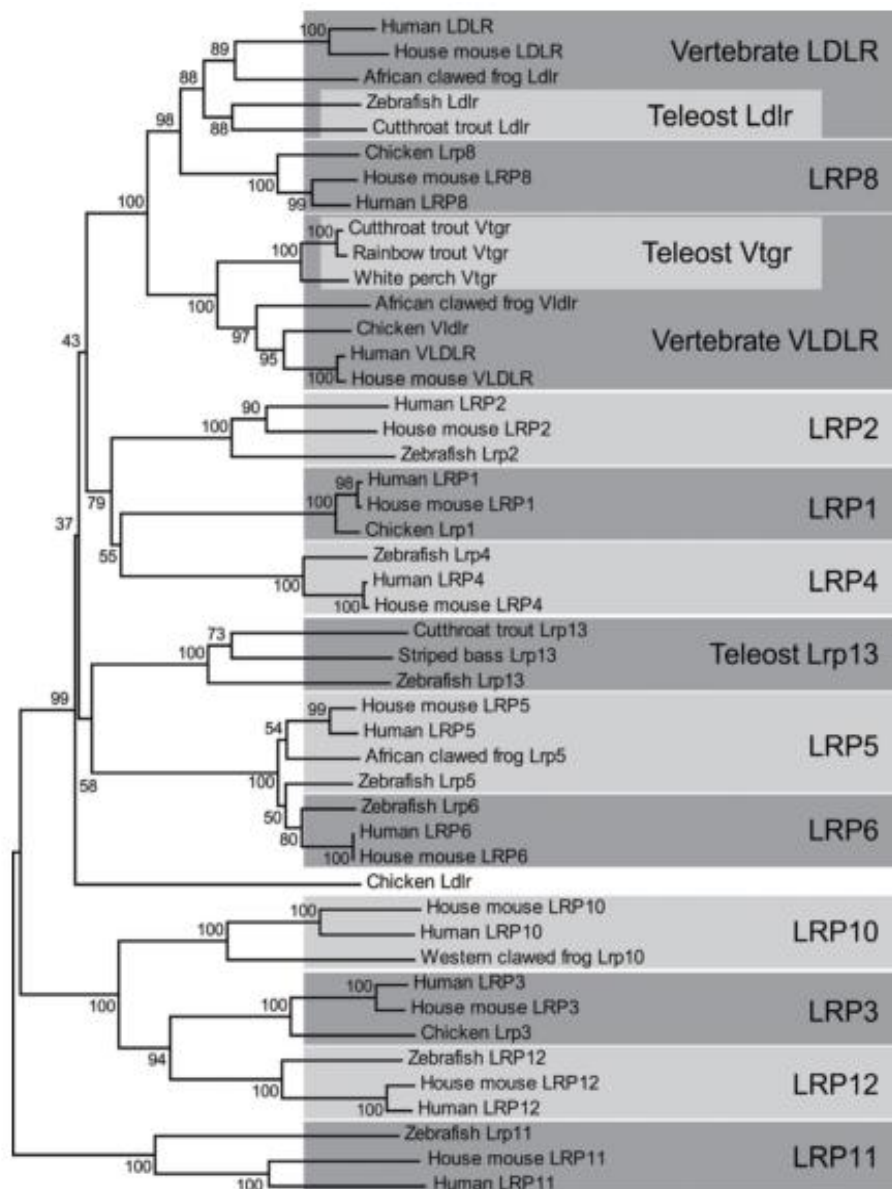 Human LDLR
100
House mouse LDLR
Vertebrate LDLR
89
African clawed frog Ldlr
88
Zebrafish Ldlr
Teleost Ldlr
88
Cutthroat trout Ldlr
98
Chicken Lrp8
100
House mouse LRP8
LRP8
99
Human LRP8
100
Cutthroat trout Vtgr
100
Rainbow trout Vtgr
Teleost Vtgr
100
White perch Vtgr
100
African clawed frog Vldlr
97
Chicken Vldlr
95
Human VLDLR
Vertebrate VLDLR
100
House mouse VLDLR
43
Human LRP2
90
House mouse LRP2
LRP2
100
Zebrafish Lrp2
79
Human LRP1
98
House mouse LRP1
LRP1
100
Chicken Lrp1
37
55
Zebrafish Lrp4
100
Human LRP4
LRP4
100
House mouse LRP4
Cutthroat trout Lrp13
73
Striped bass Lrp13
Teleost Lrp13
100
Zebrafish Lrp13
99
House mouse LRP5
99
Human LRP5
LRP5
54
African clawed frog Lrp5
58
100
Zebrafish Lrp5
50
Zebrafish Lrp6
80
Human LRP6
LRP6
100
House mouse LRP6
Chicken Ldlr
House mouse LRP10
100
Human LRP10
LRP10
100
Western clawed frog Lrp10
100
Human LRP3
100
House mouse LRP3
LRP3
100
Chicken Lrp3
94
Zebrafish LRP12
100
House mouse LRP12
LRP12
100
Human LRP12
Zebrafish Lrp11
100
House mouse LRP11
LRP11
100
Human LRP11